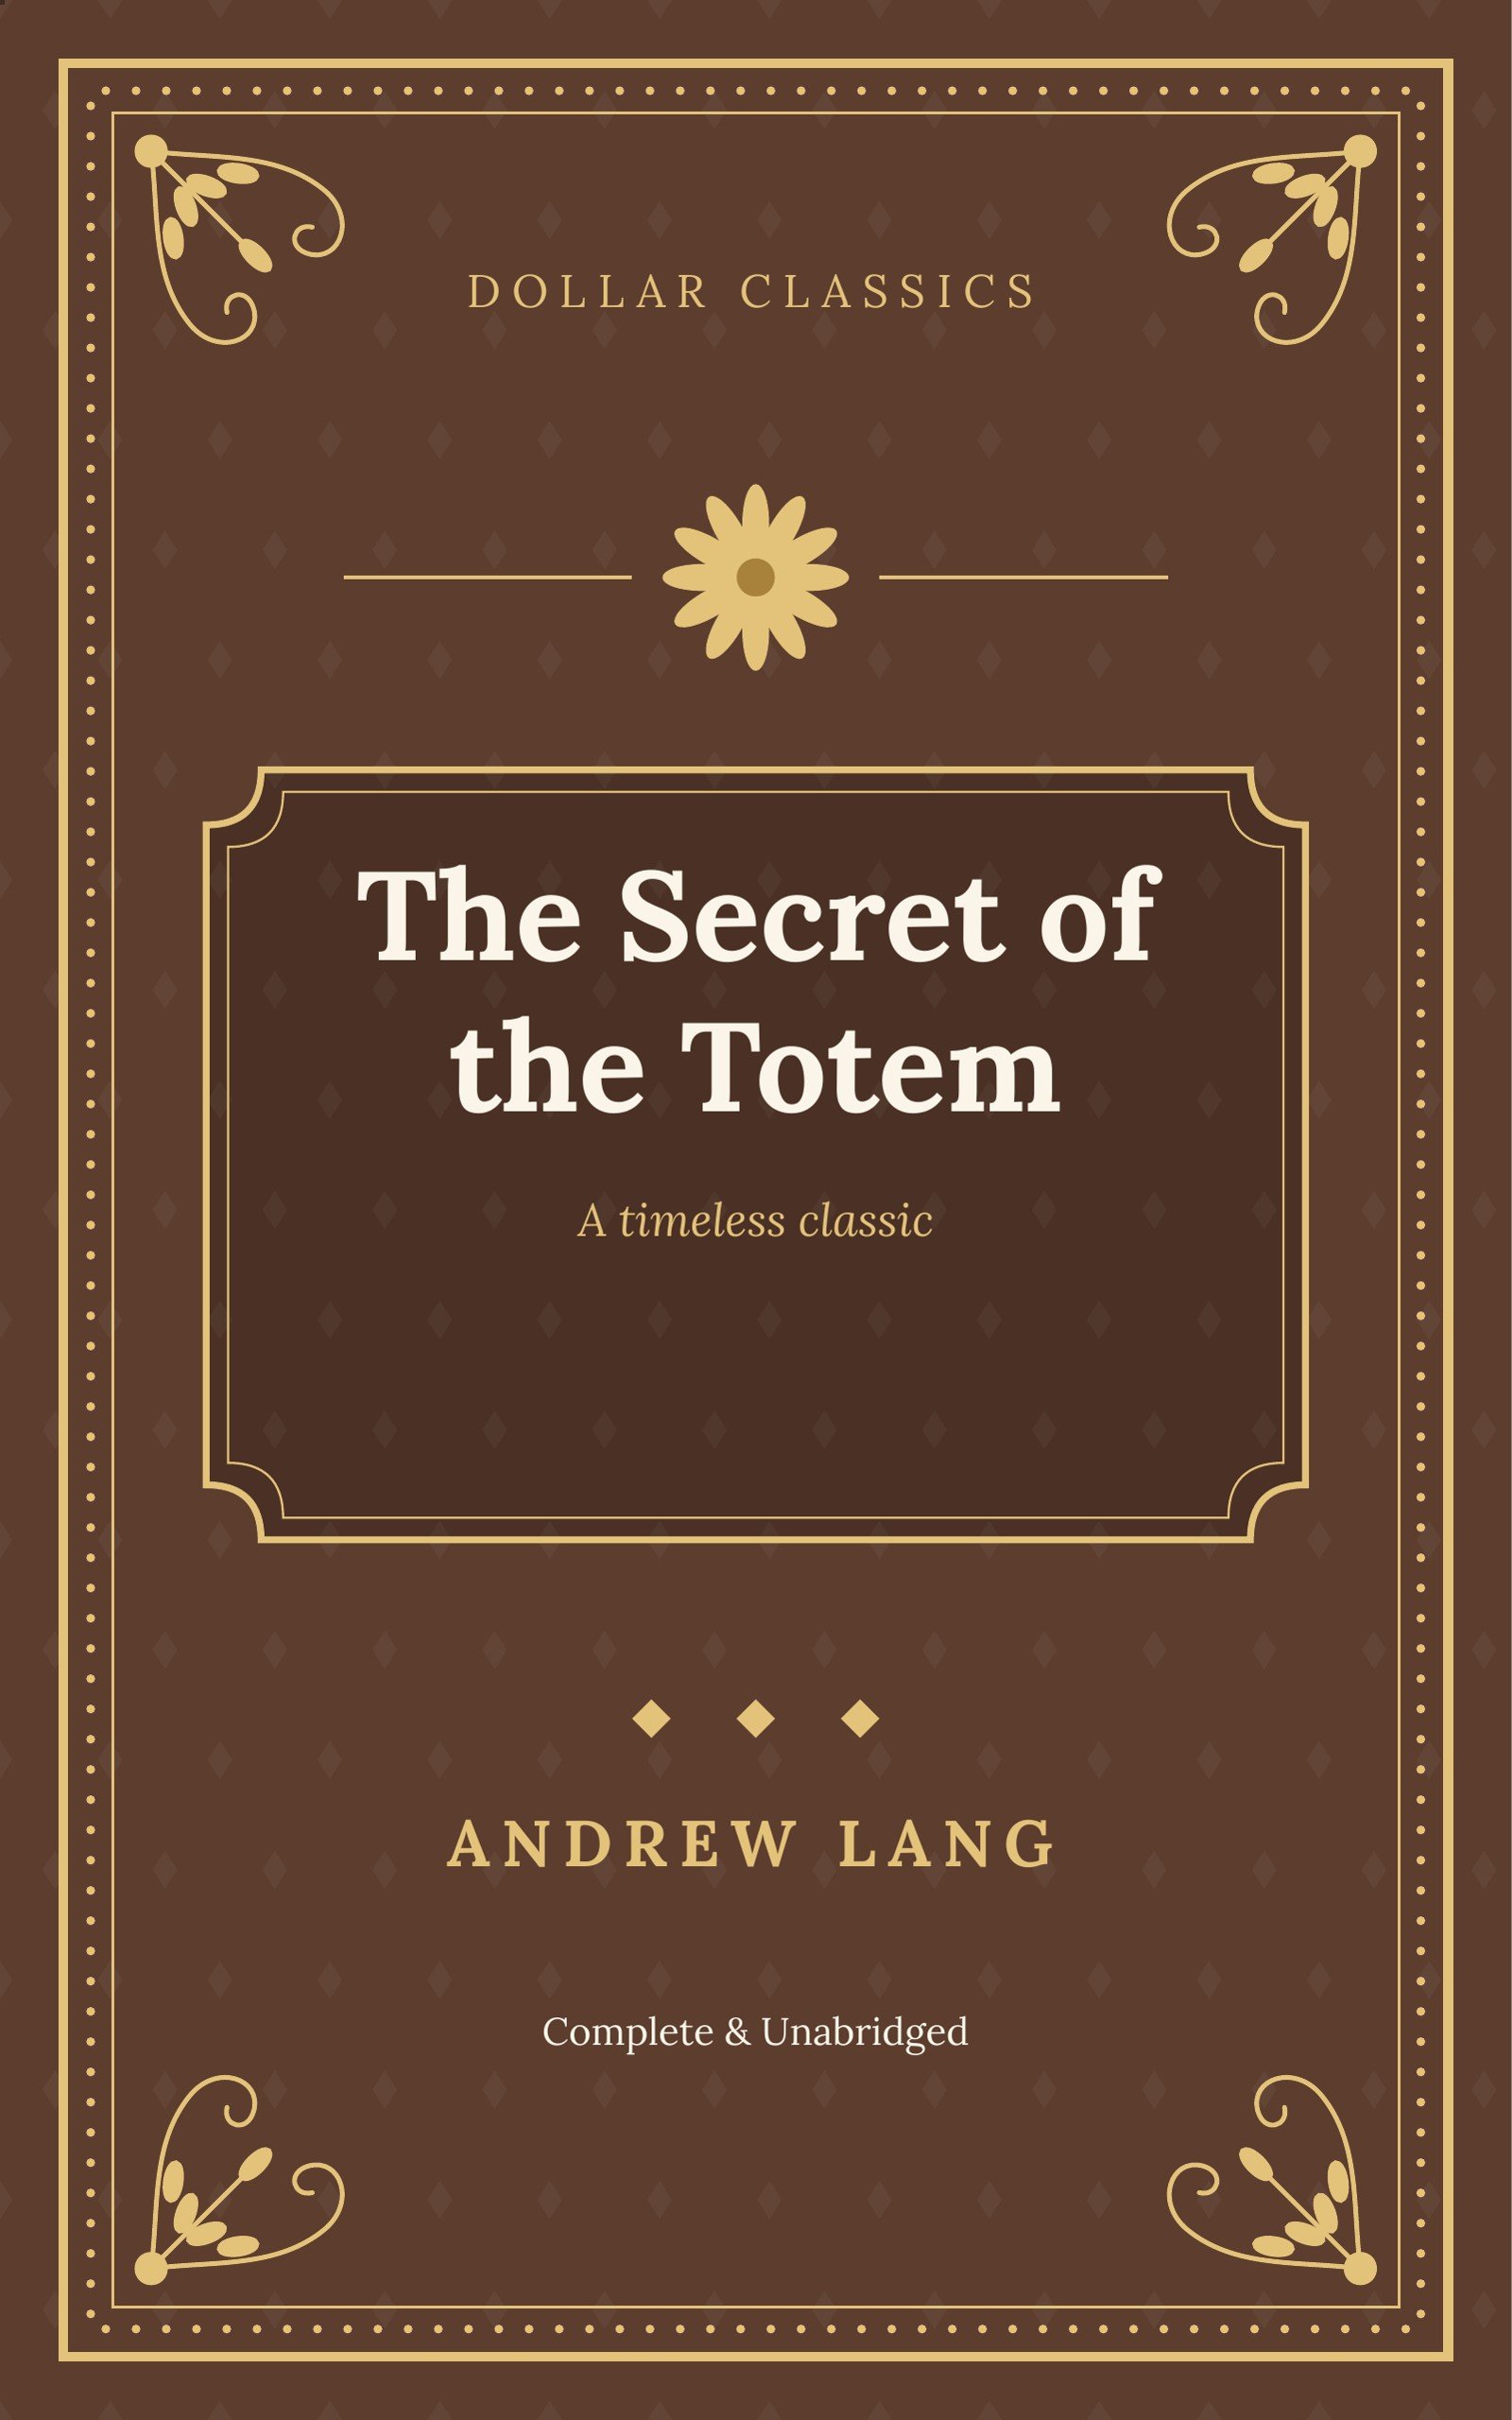 DOLLAR CLASSICS
The Secret of
the Totem
A timeless classic
ANDREW LANG
Complete & Unabridged